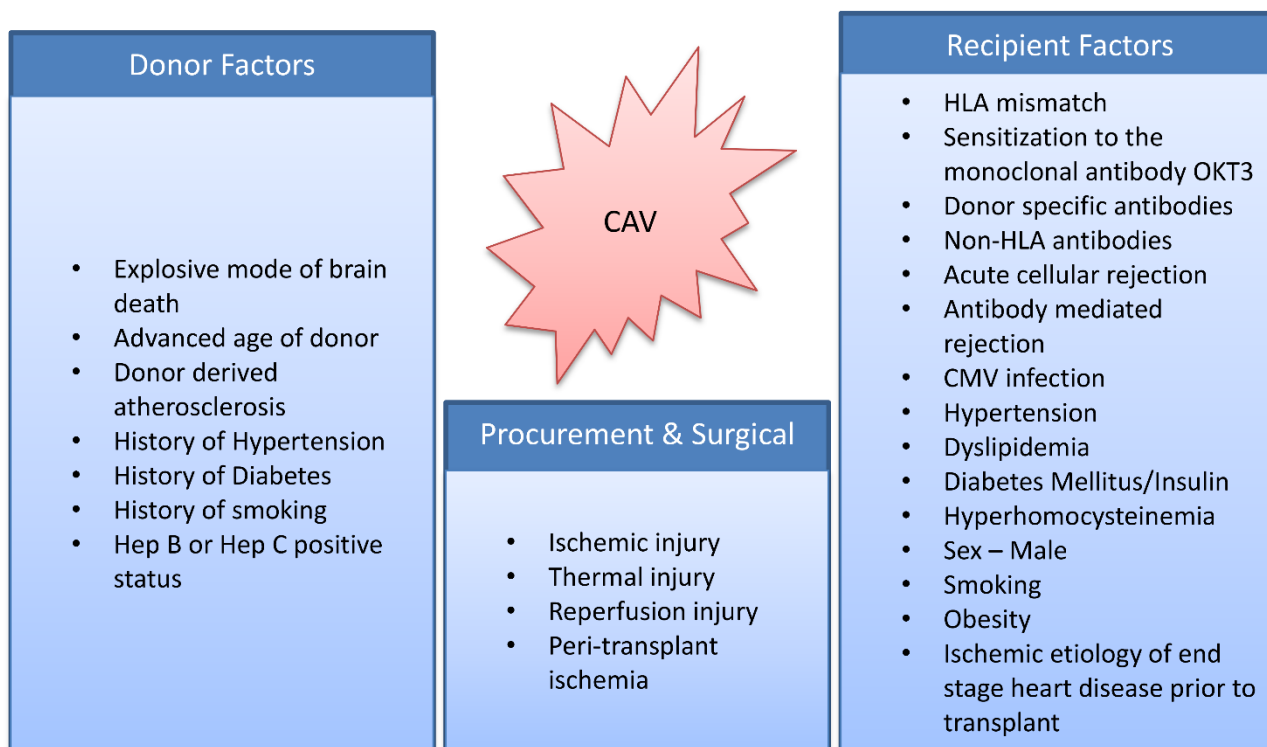 Donor Factors
• Explosive mode of brain
death
• Advanced age of donor
• Donor derived
atherosclerosis
• History of Hypertension
• History of Diabetes
• History of smoking
• Hep B or Hep C positive
status
CAV
Procurement & Surgical
• Ischemic injury
• Thermal injury
• Reperfusion injury
• Peri-transplant
ischemia
Recipient Factors
• HLA mismatch
• Sensitization to the
monoclonal antibody OKT3
• Donor specific antibodies
• Non-HLA antibodies
• Acute cellular rejection
• Antibody mediated
rejection
• CMV infection
• Hypertension
• Dyslipidemia
• Diabetes Mellitus/Insulin
• Hyperhomocysteinemia
• Sex – Male
• Smoking
• Obesity
• Ischemic etiology of end
stage heart disease prior to
transplant